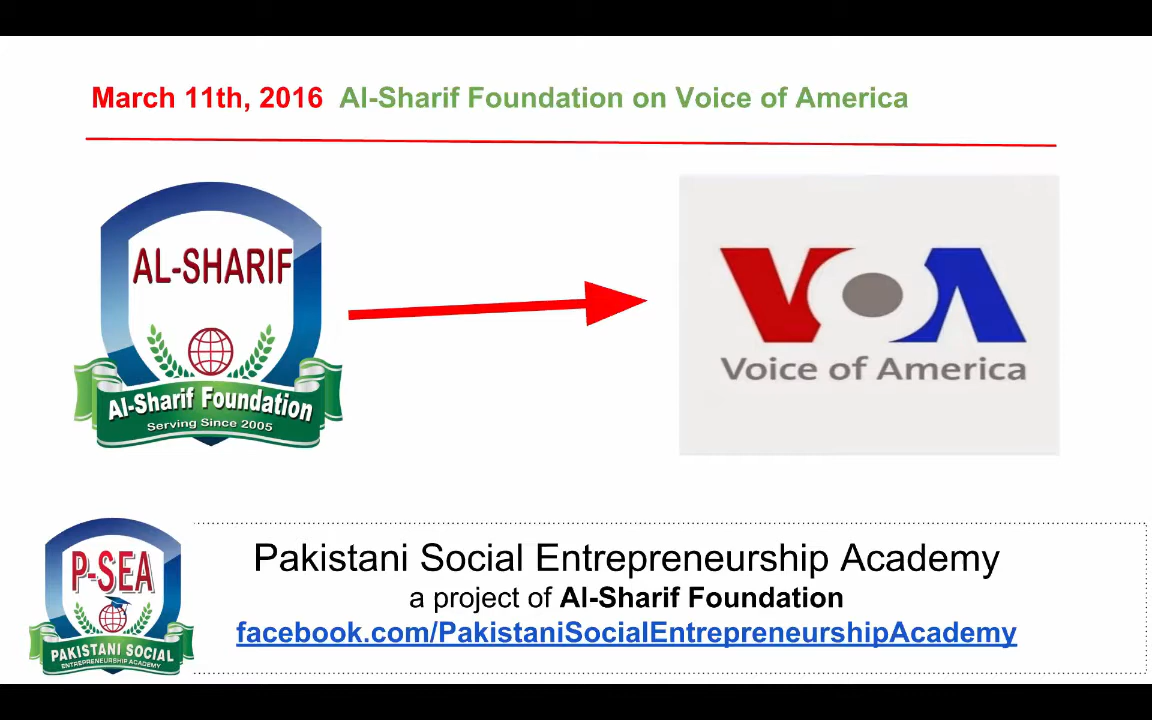 March 11th, 2016 Al-Sharif Foundation on Voice of America
AL-SHARIF
Al-Sharif Foundation
Serving Since 2005
VOA
Voice of America
P-SEA
PAKISTANI SOCIAL
ENTREPRENEURSHIP ACADEMY
Pakistani Social Entrepreneurship Academy
a project of Al-Sharif Foundation
facebook.com/PakistaniSocialEntrepreneurshipAcademy